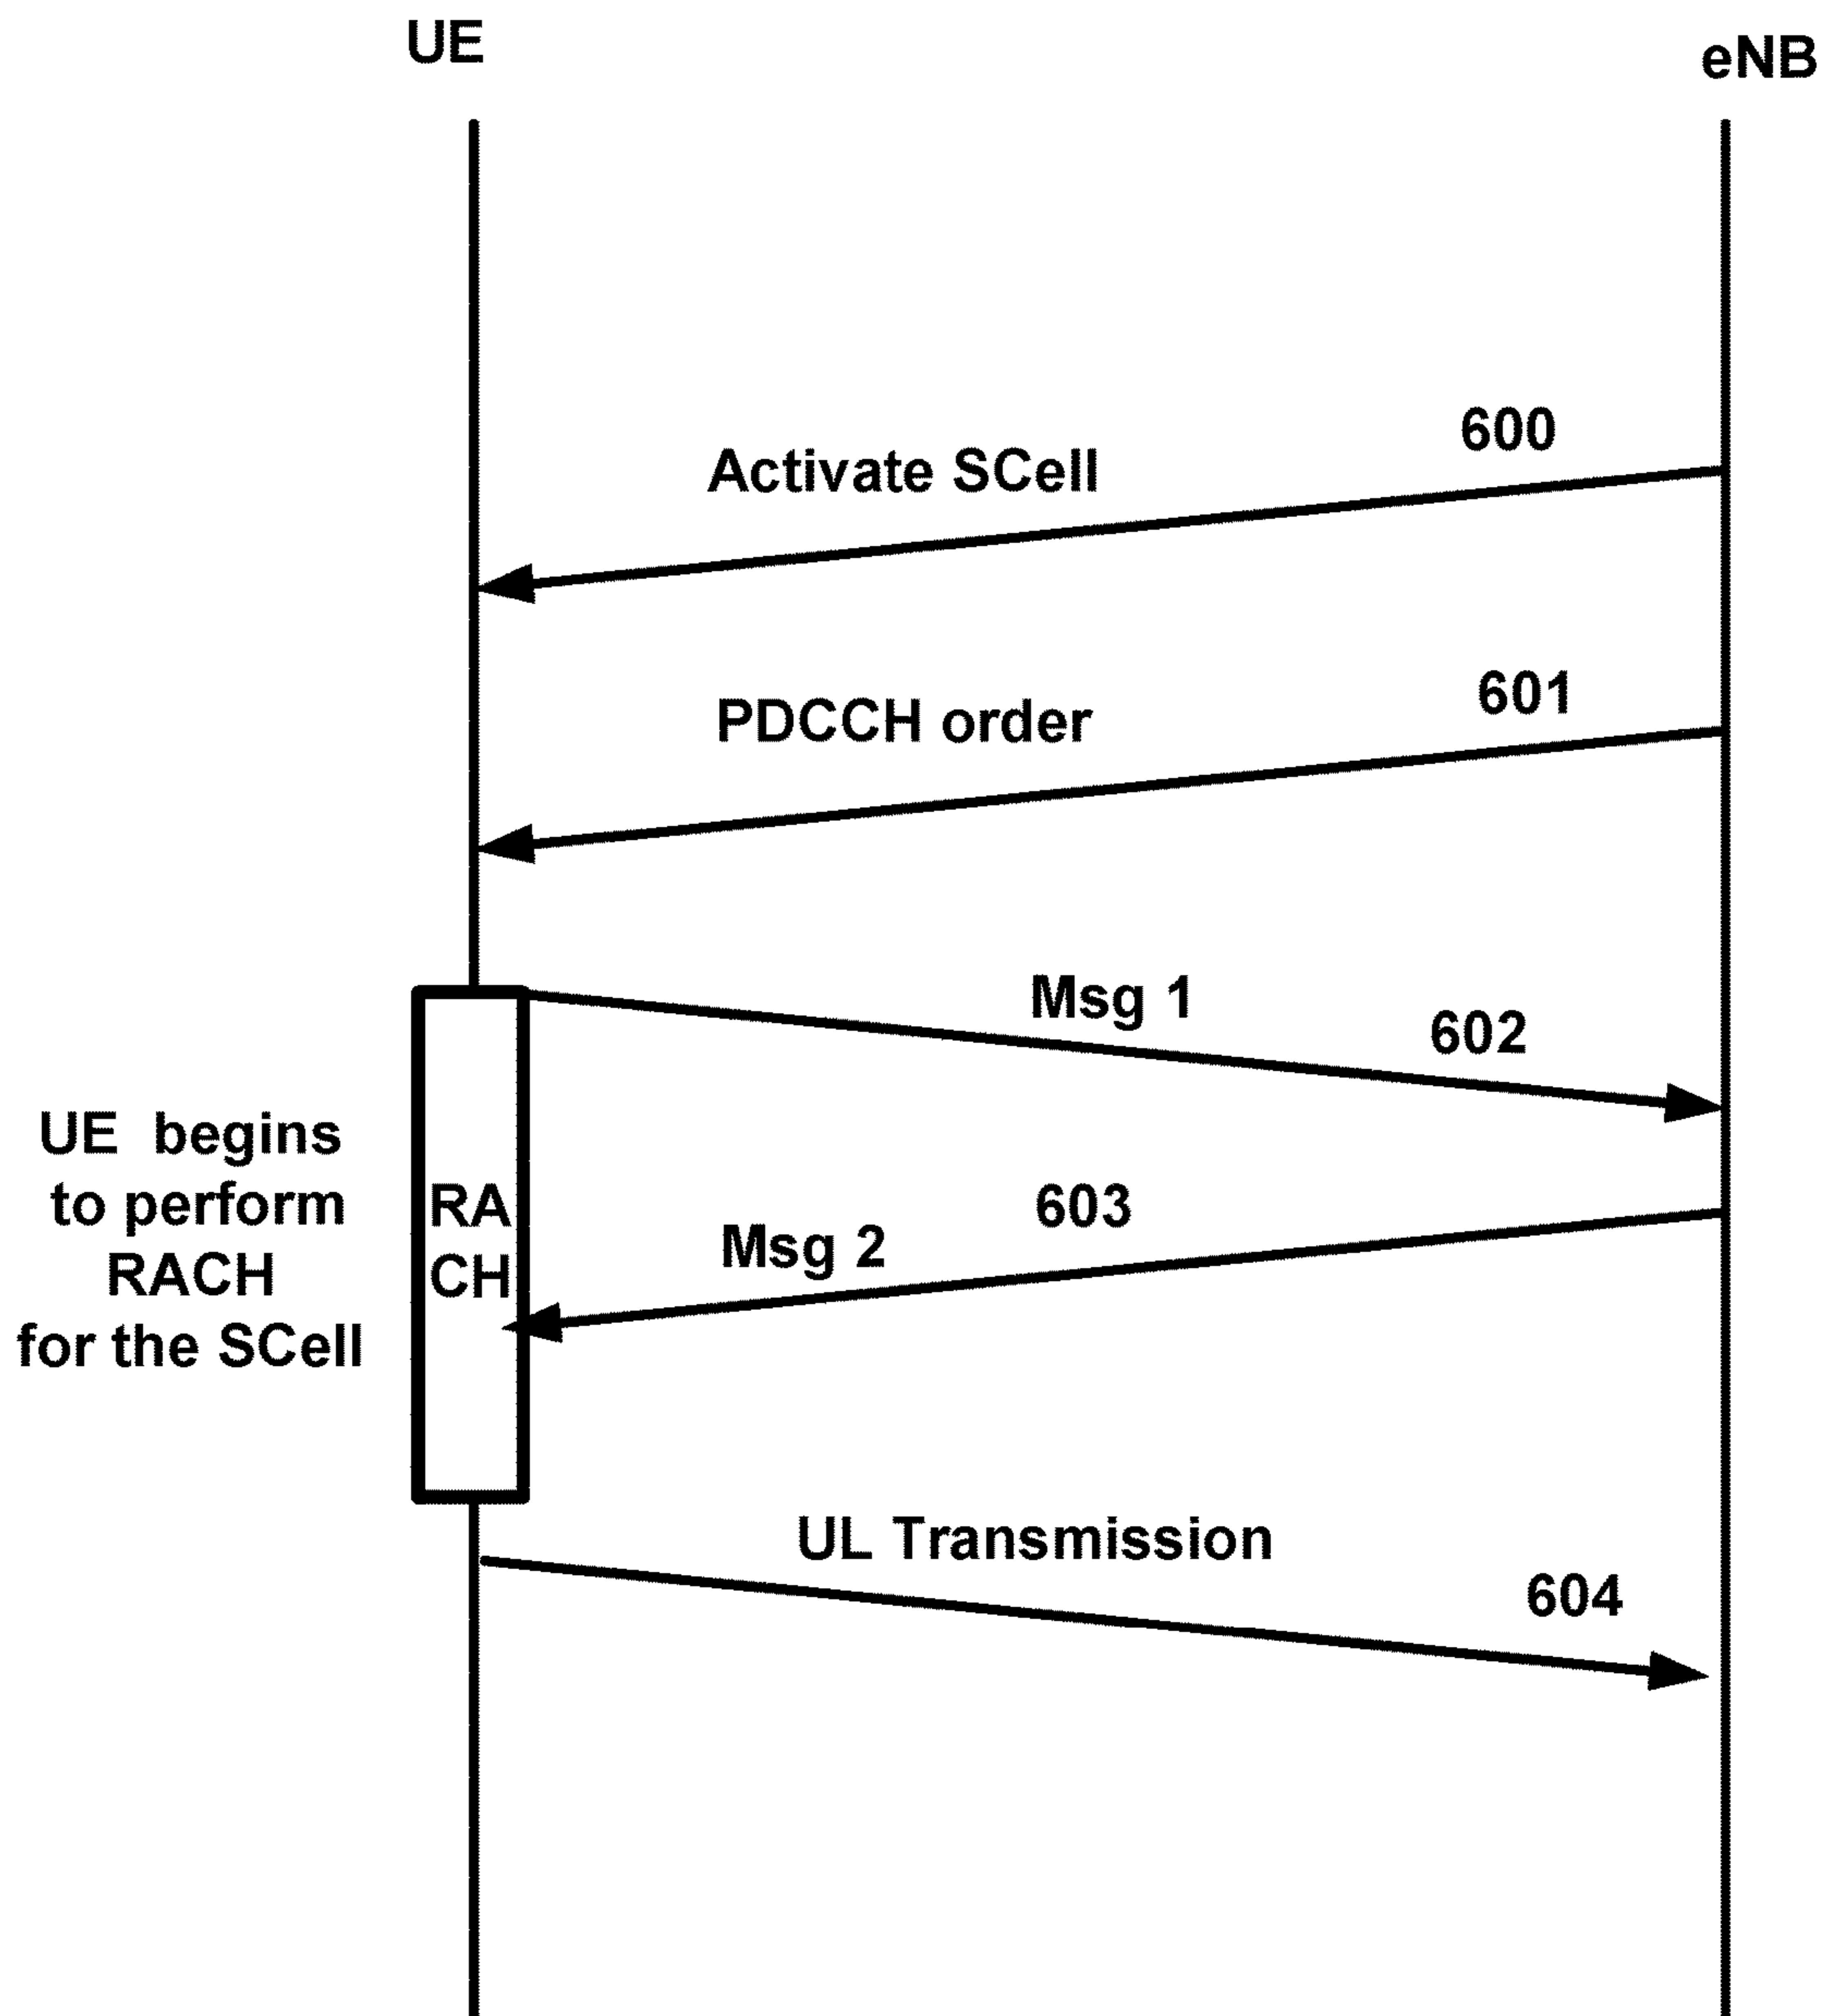 UE
eNB
600
Activate SCell
601
PDCCH order
Msg 1
602
UE begins
to perform
RACH
for the SCell
RA
CH
603
Msg 2
UL Transmission
604